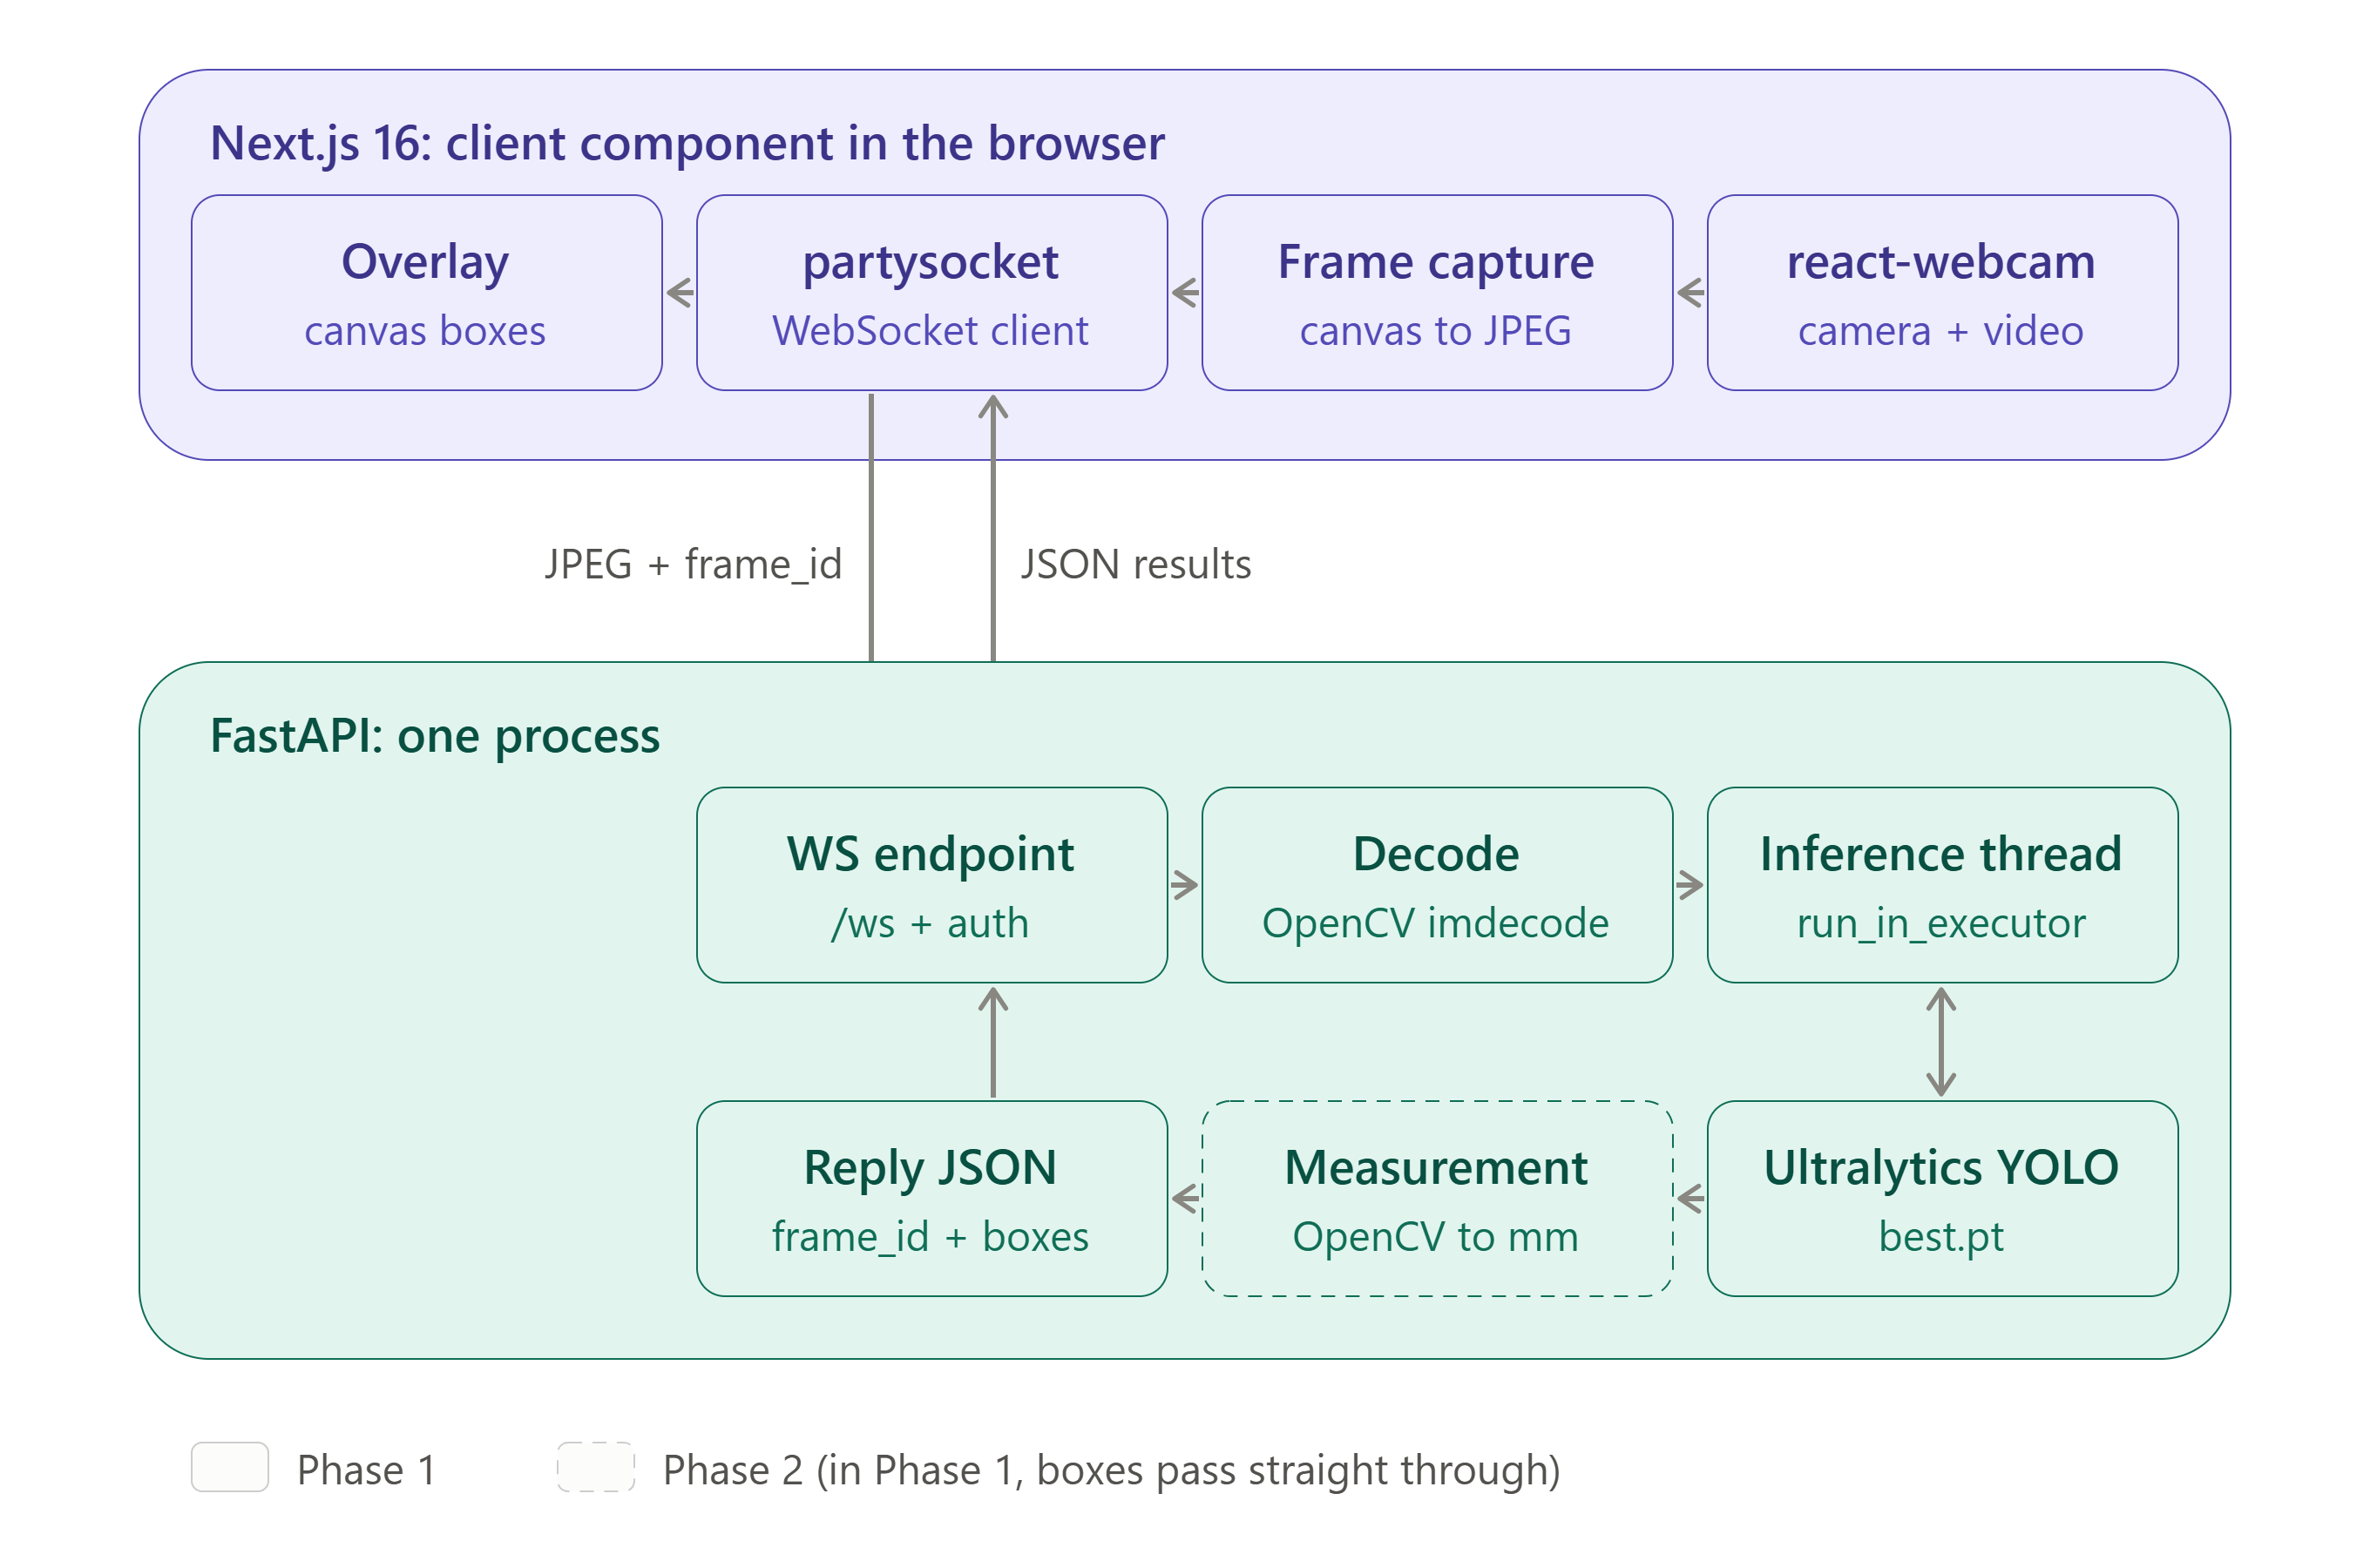 Next.js 16: client component in the browser
Overlay
canvas boxes
partysocket
WebSocket client
Frame capture
canvas to JPEG
react-webcam
camera + video
JPEG + frame_id
JSON results
FastAPI: one process
WS endpoint
/ws + auth
Decode
OpenCV imdecode
Inference thread
run_in_executor
Reply JSON
frame_id + boxes
Measurement
OpenCV to mm
Ultralytics YOLO
best.pt
Phase 1
Phase 2 (in Phase 1, boxes pass straight through)